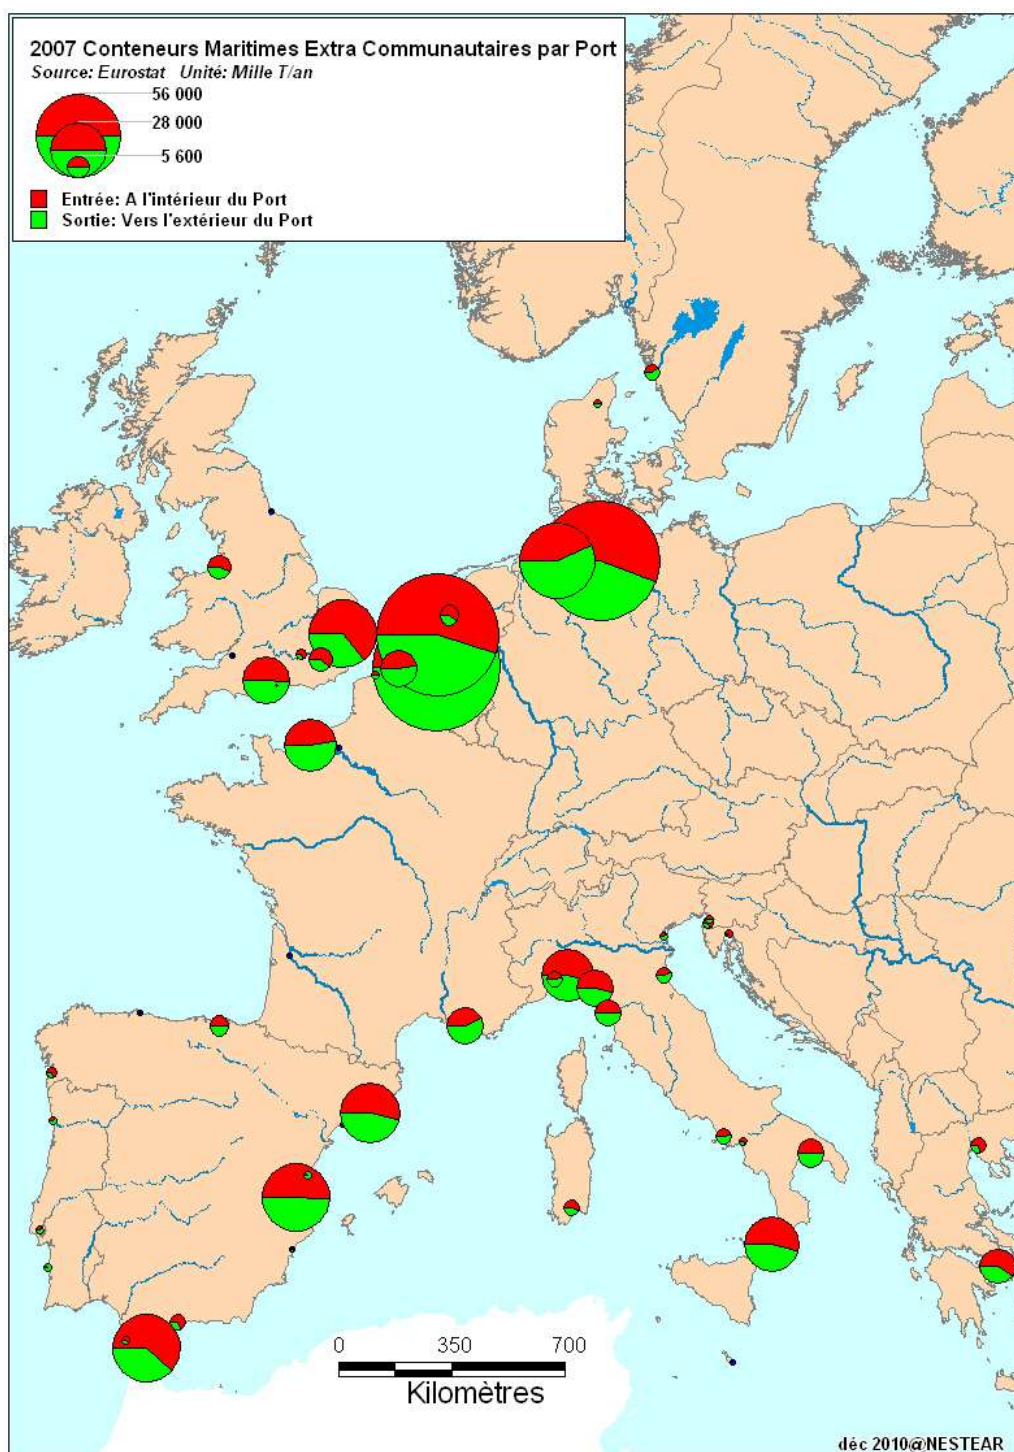 2007 Conteneurs Maritimes Extra Communautaires par Port
Source: Eurostat Unité: Mille T/an
56 000
28 000
5 600
Entrée: A l'intérieur du Port
Sortie: Vers l'extérieur du Port
0 350 700
Kilomètres
déc 2010@NESTEAR